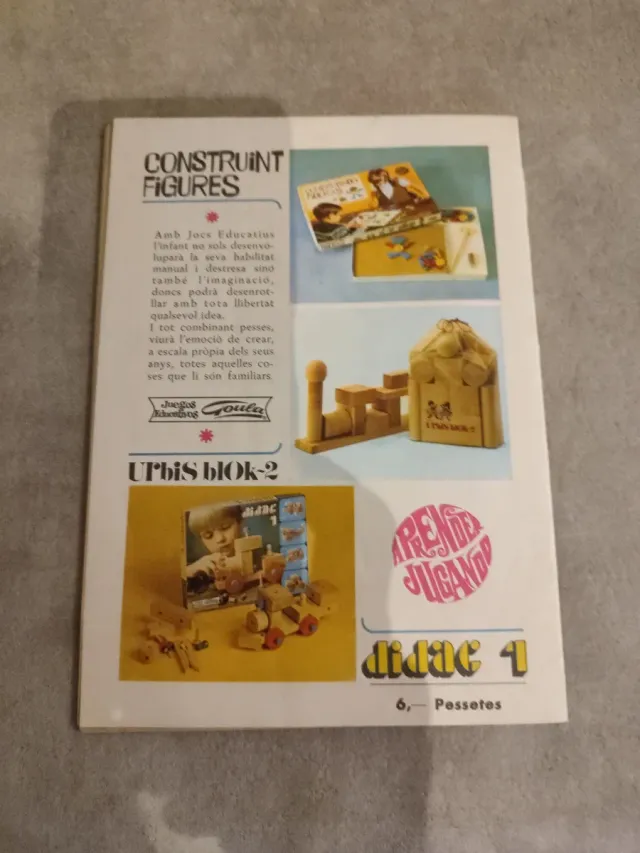 CONSTRUiNT
FiGURES
Amb Jocs Educatius
l'infant no sols desenvo-
luparà la seva habilitat
manual i destresa sinó
també l'imaginació,
doncs podrà desenrot-
llar amb tota llibertat
qualsevol idea.
I tot combinant pesses,
viurà l'emoció de crear,
a escala pròpia dels seus
anys, totes aquelles co-
ses que li són familiars.
Juegos
Educativos
Goula
Urbis blok-2
Urbis blok-2
didac 1
APRENDER
JUGANDO
didac 1
6,— Pessetes